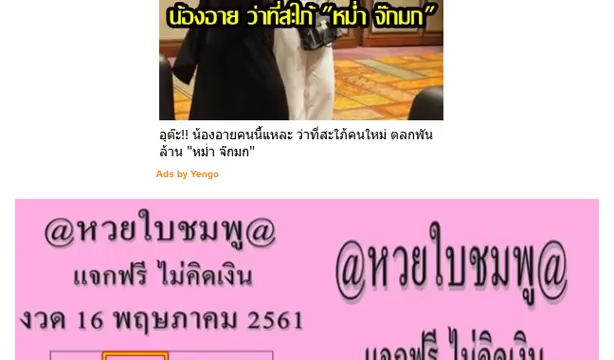 น้องอาย ว่าที่สะใภ้ “หม่ำ จ๊กมก”
อุต๊ะ!! น้องอายคนนี้แหละ ว่าที่สะใภ้คนใหม่ ตลกพัน
ล้าน "หม่ำ จ๊กมก"
Ads by Yengo
@หวยใบชมพู@
แจกฟรี ไม่คิดเงิน
งวด 16 พฤษภาคม 2561
@หวยใบชมพู@
แจกฟรี ไม่คิดเงิน